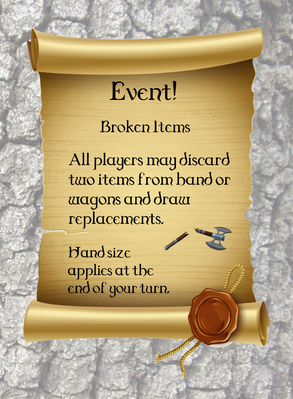 Event!
Broken Items
All players may discard
two items from hand or
wagons and draw
replacements.
Hand size
applies at the
end of your turn.